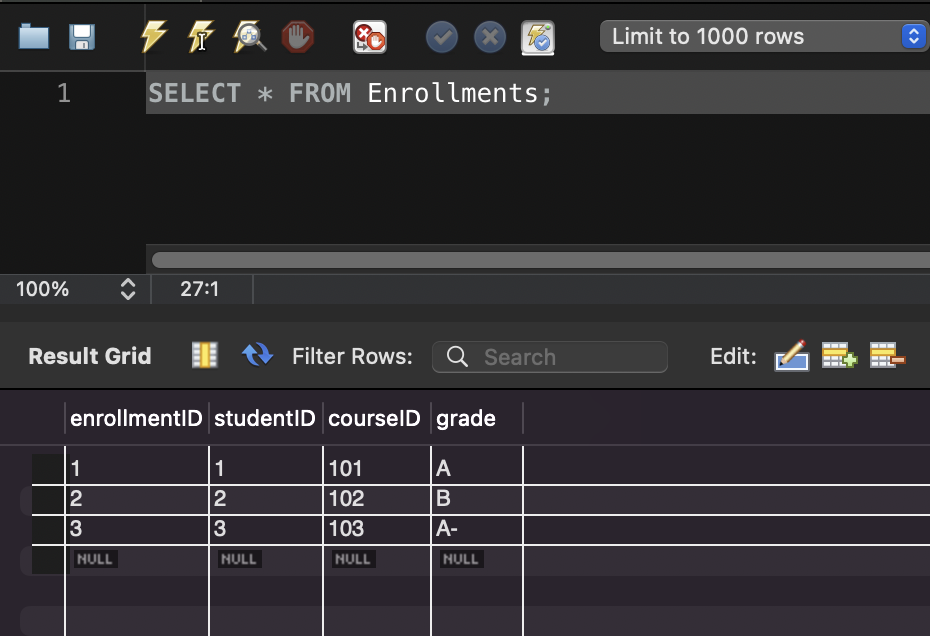 Limit to 1000 rows
1 SELECT * FROM Enrollments;
100% 27:1
Result Grid Filter Rows: Search Edit:
enrollmentID studentID courseID grade
1 1 101 A
2 2 102 B
3 3 103 A-
NULL NULL NULL NULL